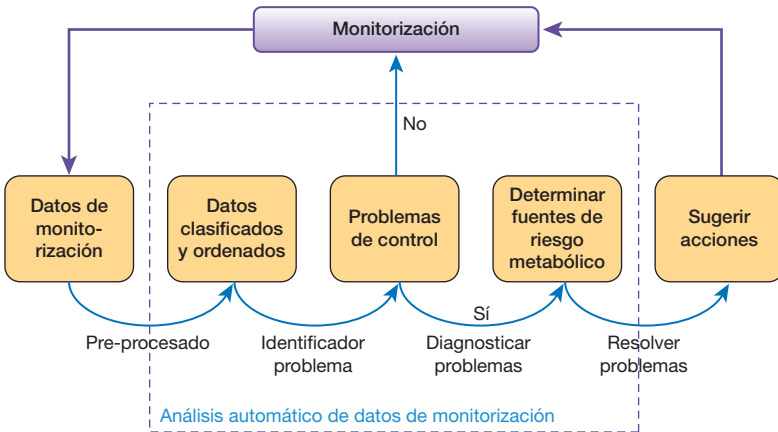 Monitorización
No
Datos de
monito-
rización
Datos
clasificados
y ordenados
Problemas
de control
Determinar
fuentes de
riesgo
metabólico
Sugerir
acciones
Pre-procesado
Identificador
problema
Sí
Diagnosticar
problemas
Resolver
problemas
Análisis automático de datos de monitorización